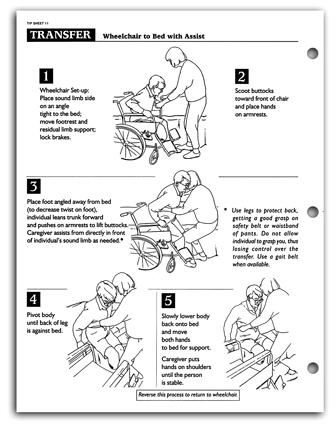 TIP SHEET 11
TRANSFER Wheelchair to Bed with Assist
1
Wheelchair Set-up:
Place sound limb side
on an angle
tight to the bed;
move footrest and
residual limb support;
lock brakes.
2
Scoot buttocks
toward front of
chair and place hands
on armrests.
3
Place foot angled away from bed
(to decrease twist on foot),
individual leans trunk forward
and pushes on armrests to lift buttocks.
Caregiver assists from directly in front
of individual's sound limb as needed.*
* Use legs to protect back,
getting a good grasp on
safety belt or waistband
of pants. Do not allow
individual to grasp you, thus
losing control over the
transfer. Use a gait belt
when available.
4
Pivot body
until back of leg
is against bed.
5
Slowly lower body
back onto bed
and move
both hands
to bed for support.
Caregiver puts
hands on shoulders
until the person
is stable.
Reverse this process to return to wheelchair.